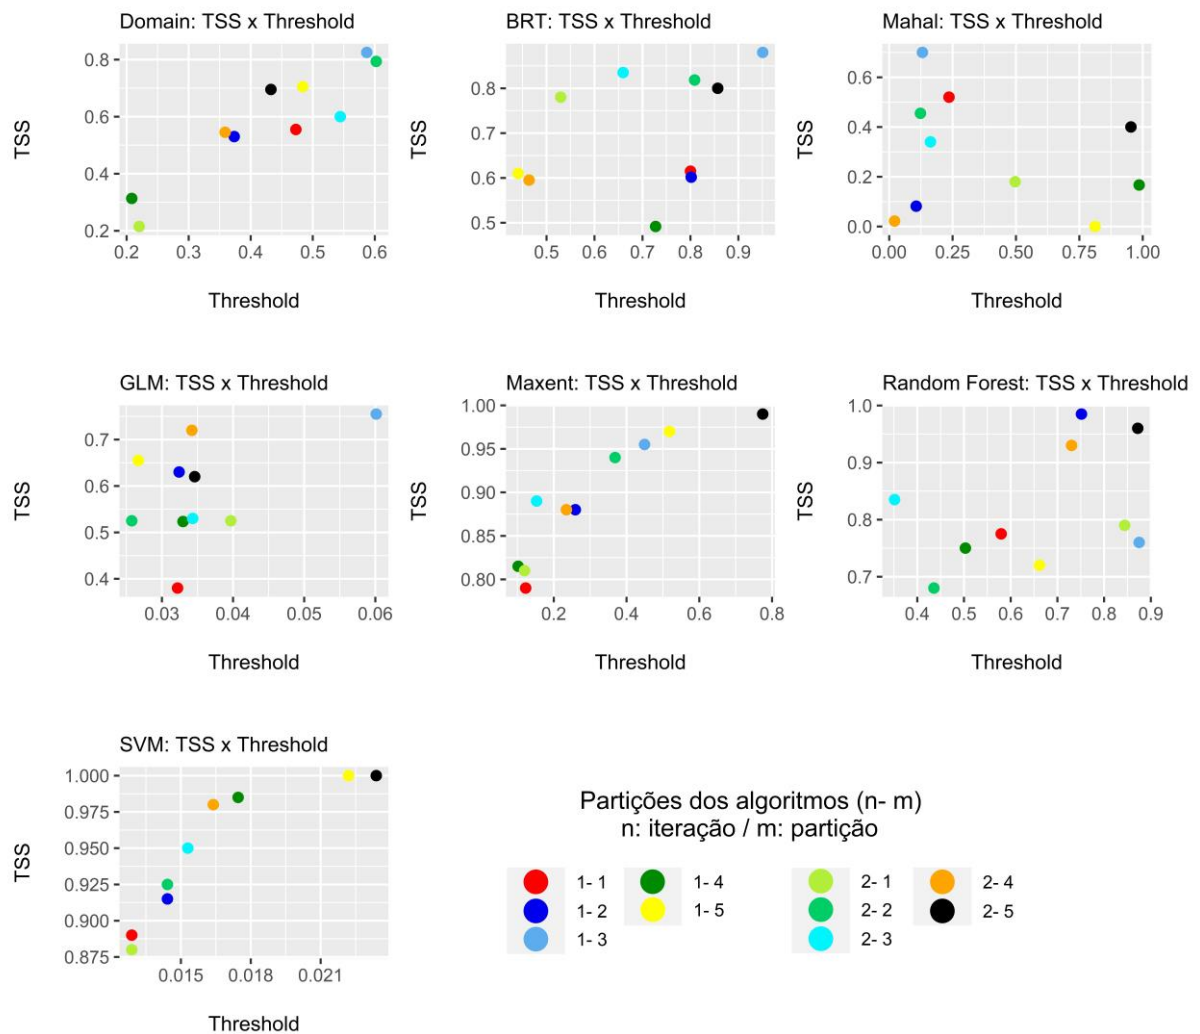 Domain: TSS x Threshold
TSS
0.8
0.6
0.4
0.2
0.2 0.3 0.4 0.5 0.6
Threshold
BRT: TSS x Threshold
TSS
0.8
0.7
0.6
0.5
0.5 0.6 0.7 0.8 0.9
Threshold
Mahal: TSS x Threshold
TSS
0.6
0.4
0.2
0.0
0.00 0.25 0.50 0.75 1.00
Threshold
GLM: TSS x Threshold
TSS
0.7
0.6
0.5
0.4
0.03 0.04 0.05 0.06
Threshold
Maxent: TSS x Threshold
TSS
1.00
0.95
0.90
0.85
0.80
0.2 0.4 0.6 0.8
Threshold
Random Forest: TSS x Threshold
TSS
1.0
0.9
0.8
0.7
0.4 0.5 0.6 0.7 0.8 0.9
Threshold
SVM: TSS x Threshold
TSS
1.000
0.975
0.950
0.925
0.900
0.875
0.015 0.018 0.021
Threshold
Partições dos algoritmos (n- m)
n: iteração / m: partição
1- 1
1- 2
1- 3
1- 4
1- 5
2- 1
2- 2
2- 3
2- 4
2- 5